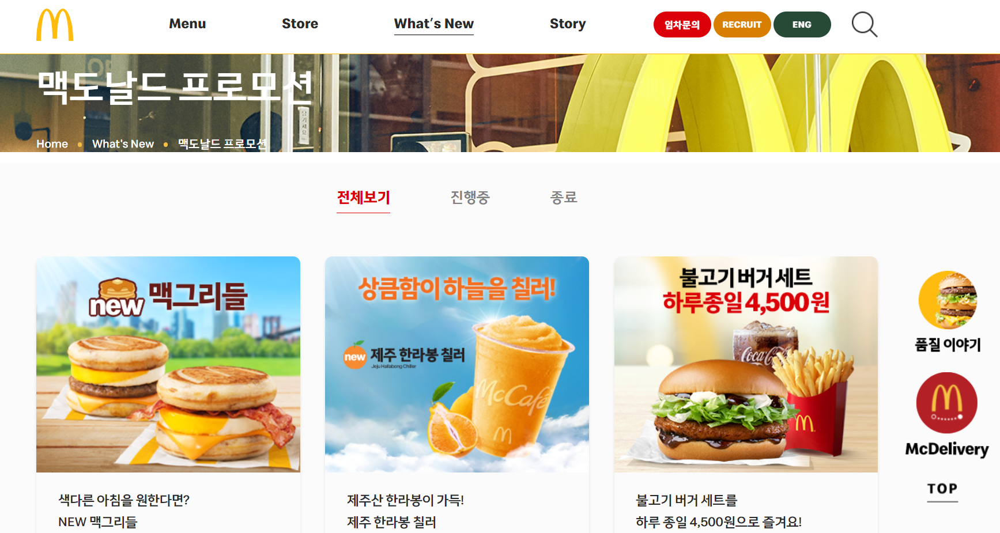 Menu
Store
What's New
Story
임차문의
RECRUIT
ENG
맥도날드 프로모션
Home
What's New
맥도날드 프로모션
전체보기
진행중
종료
new 맥그리들
상큼함이 하늘을 칠러!
new 제주 한라봉 칠러
Jeju Hallabong Chiller
McCafé
불고기 버거 세트
하루종일 4,500원
Coca-Cola
색다른 아침을 원한다면?
NEW 맥그리들
제주산 한라봉이 가득!
제주 한라봉 칠러
불고기 버거 세트를
하루 종일 4,500원으로 즐겨요!
품질 이야기
McDelivery
TOP